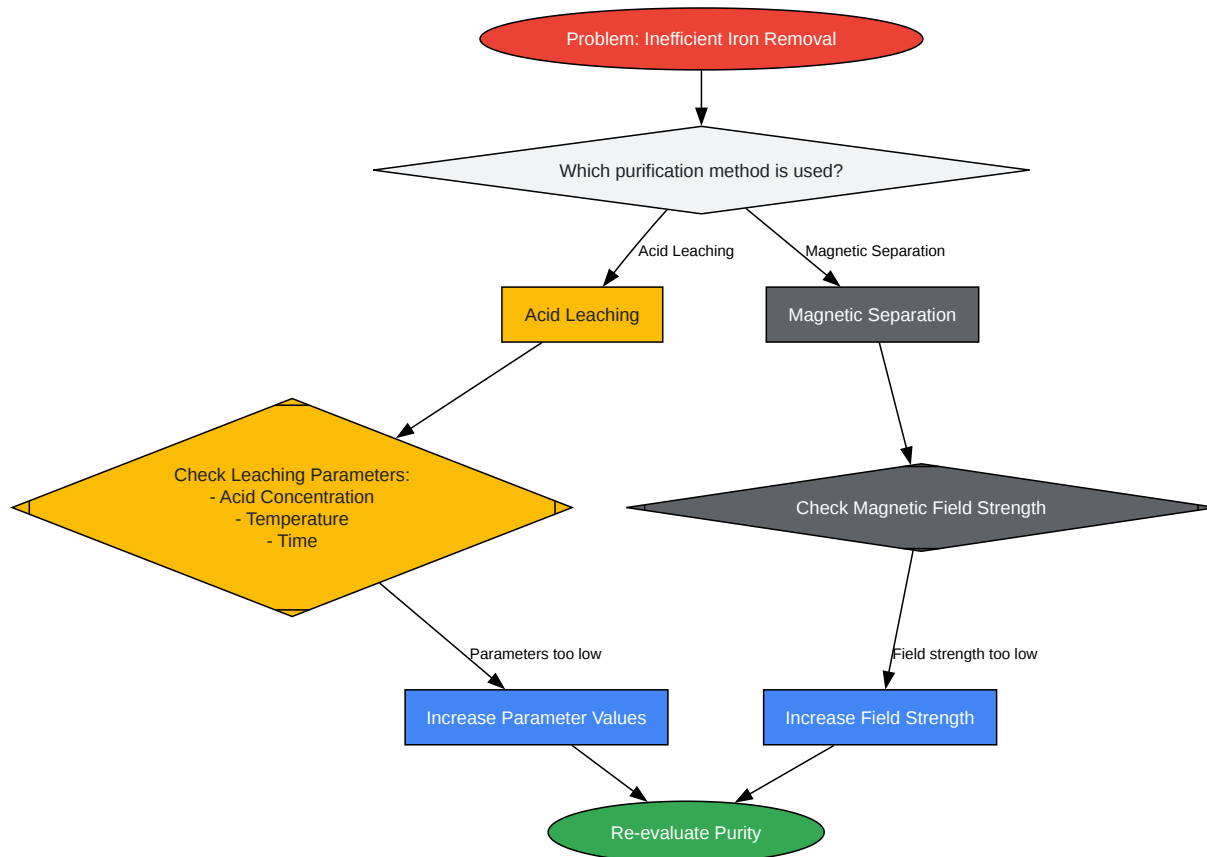 Problem: Inefficient Iron Removal
Which purification method is used?
Acid Leaching
Magnetic Separation
Acid Leaching
Magnetic Separation
Check Leaching Parameters:
- Acid Concentration
- Temperature
- Time
Check Magnetic Field Strength
Parameters too low
Field strength too low
Increase Parameter Values
Increase Field Strength
Re-evaluate Purity